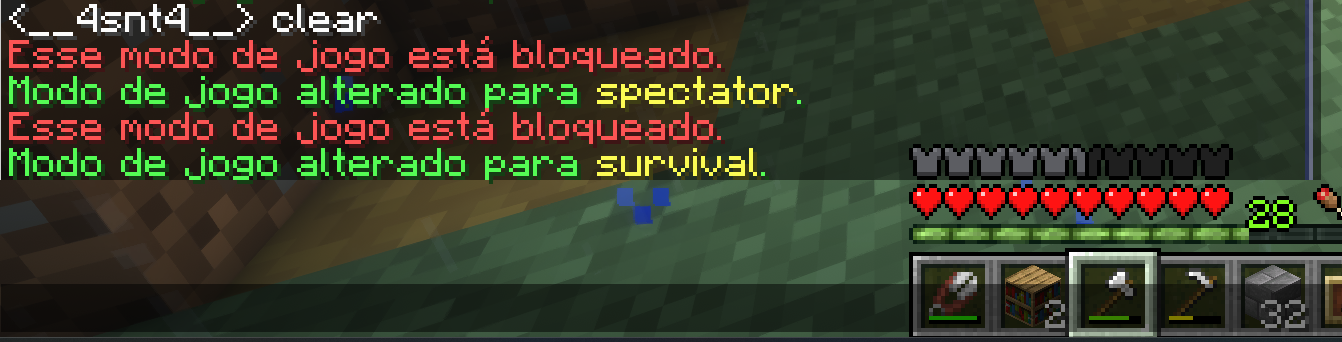 <__4snt4__> clear
Esse modo de jogo está bloqueado.
Modo de jogo alterado para spectator.
Esse modo de jogo está bloqueado.
Modo de jogo alterado para survival.
28
2
32